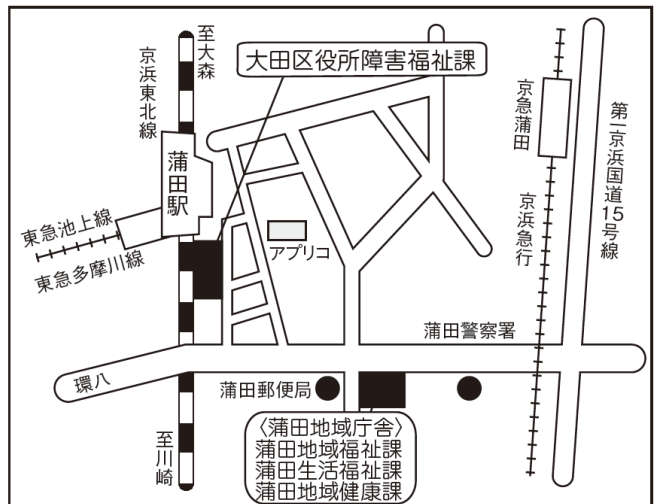 至大森
京浜東北線
大田区役所障害福祉課
蒲田駅
東急池上線
東急多摩川線
アプリコ
京急蒲田
京浜急行
第一京浜国道15号線
蒲田警察署
環八
蒲田郵便局
至川崎
〈蒲田地域庁舎〉
蒲田地域福祉課
蒲田生活福祉課
蒲田地域健康課